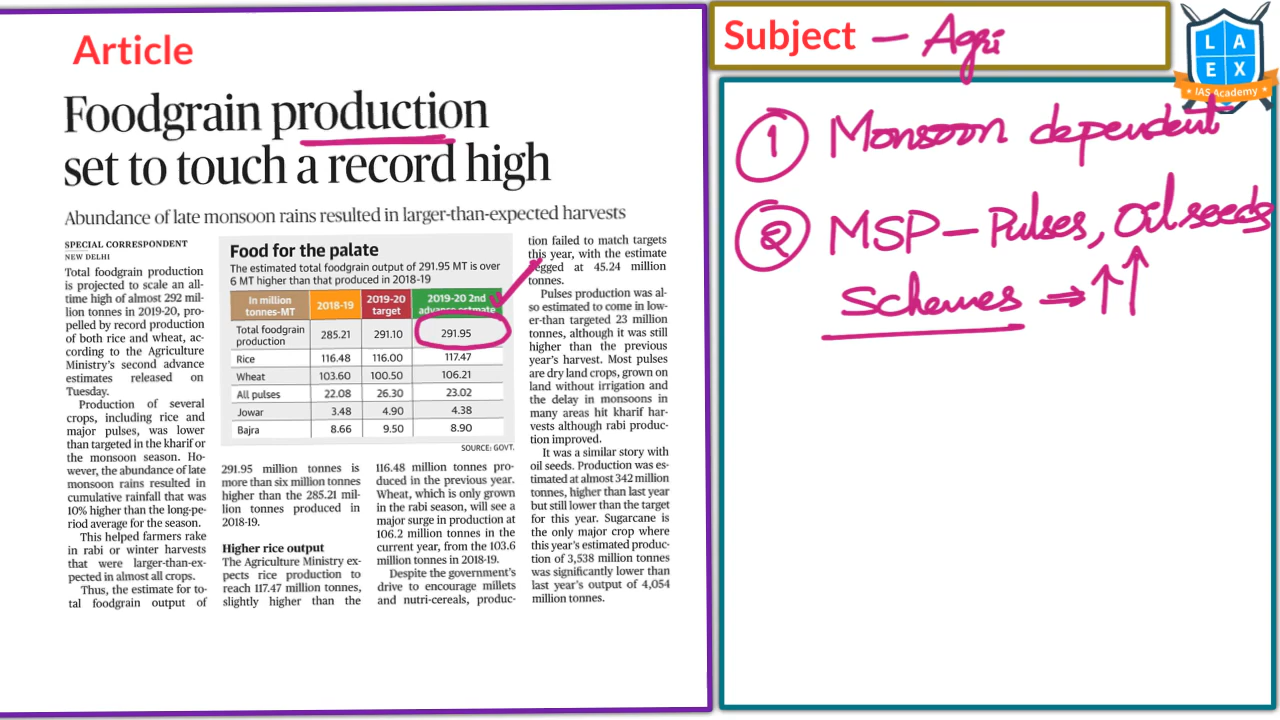 Article
Foodgrain production
set to touch a record high
Abundance of late monsoon rains resulted in larger-than-expected harvests
SPECIAL CORRESPONDENT
NEW DELHI
Total foodgrain production
is projected to scale an all-
time high of almost 292 mil-
lion tonnes in 2019-20, pro-
pelled by record production
of both rice and wheat, ac-
cording to the Agriculture
Ministry's second advance
estimates released on
Tuesday.
Production of several
crops, including rice and
major pulses, was lower
than targeted in the kharif or
the monsoon season. Ho-
wever, the abundance of late
monsoon rains resulted in
cumulative rainfall that was
10% higher than the long-pe-
riod average for the season.
This helped farmers rake
in rabi or winter harvests
that were larger-than-ex-
pected in almost all crops.
Thus, the estimate for to-
tal foodgrain output of
Food for the palate
The estimated total foodgrain output of 291.95 MT is over
6 MT higher than that produced in 2018-19
In million tonnes-MT 2018-19 2019-20 target 2019-20 2nd advance estmate
Total foodgrain production 285.21 291.10 291.95
Rice 116.48 116.00 117.47
Wheat 103.60 100.50 106.21
All pulses 22.08 26.30 23.02
Jowar 3.48 4.90 4.38
Bajra 8.66 9.50 8.90
SOURCE: GOVT.
291.95 million tonnes is
more than six million tonnes
higher than the 285.21 mil-
lion tonnes produced in
2018-19.
Higher rice output
The Agriculture Ministry ex-
pects rice production to
reach 117.47 million tonnes,
slightly higher than the
116.48 million tonnes pro-
duced in the previous year.
Wheat, which is only grown
in the rabi season, will see a
major surge in production at
106.2 million tonnes in the
current year, from the 103.6
million tonnes in 2018-19.
Despite the government's
drive to encourage millets
and nutri-cereals, produc-
tion failed to match targets
this year, with the estimate
pegged at 45.24 million
tonnes.
Pulses production was al-
so estimated to come in low-
er-than targeted 23 million
tonnes, although it was still
higher than the previous
year's harvest. Most pulses
are dry land crops, grown on
land without irrigation and
the delay in monsoons in
many areas hit kharif har-
vests although rabi produc-
tion improved.
It was a similar story with
oil seeds. Production was es-
timated at almost 342 million
tonnes, higher than last year
but still lower than the target
for this year. Sugarcane is
the only major crop where
this year's estimated produc-
tion of 3,538 million tonnes
was significantly lower than
last year's output of 4,054
million tonnes.
Subject - Agri
L A
E X
IAS Academy
① Monsoon dependent
② MSP - Pulses, Oilseeds
Schemes ⇒ ↑↑